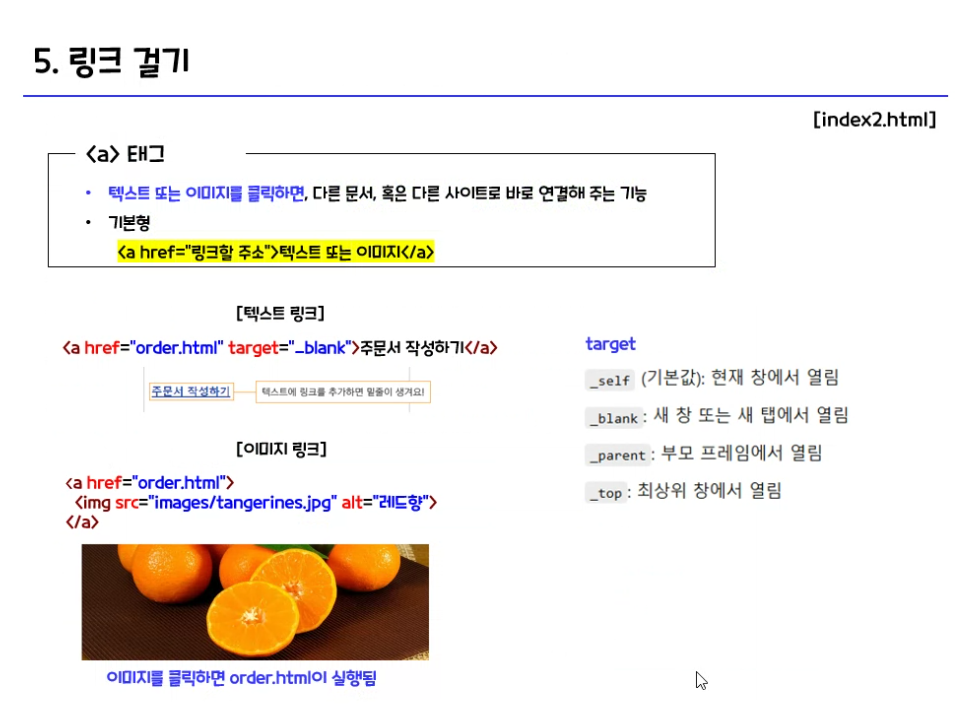 5. 링크 걸기
[index2.html]
<a> 태그
• 텍스트 또는 이미지를 클릭하면, 다른 문서, 혹은 다른 사이트로 바로 연결해 주는 기능
• 기본형
<a href="링크할 주소">텍스트 또는 이미지</a>
[텍스트 링크]
<a href="order.html" target="_blank">주문서 작성하기</a>
주문서 작성하기 텍스트에 링크를 추가하면 밑줄이 생겨요!
[이미지 링크]
<a href="order.html">
<img src="images/tangerines.jpg" alt="레드향">
</a>
이미지를 클릭하면 order.html이 실행됨
target
_self (기본값): 현재 창에서 열림
_blank: 새 창 또는 새 탭에서 열림
_parent: 부모 프레임에서 열림
_top: 최상위 창에서 열림